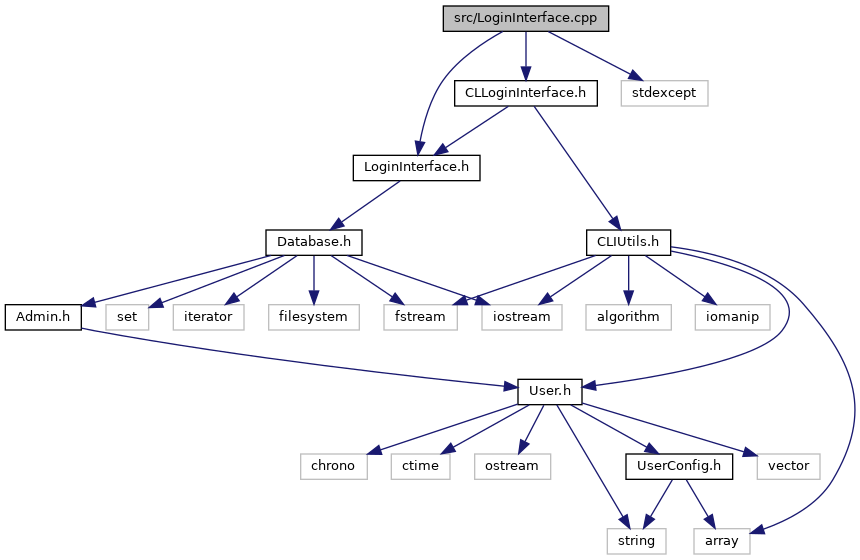 src/LoginInterface.cpp
CLLoginInterface.h
stdexcept
LoginInterface.h
Database.h
CLIUtils.h
Admin.h
set
iterator
filesystem
fstream
iostream
algorithm
iomanip
User.h
chrono
ctime
ostream
UserConfig.h
vector
string
array